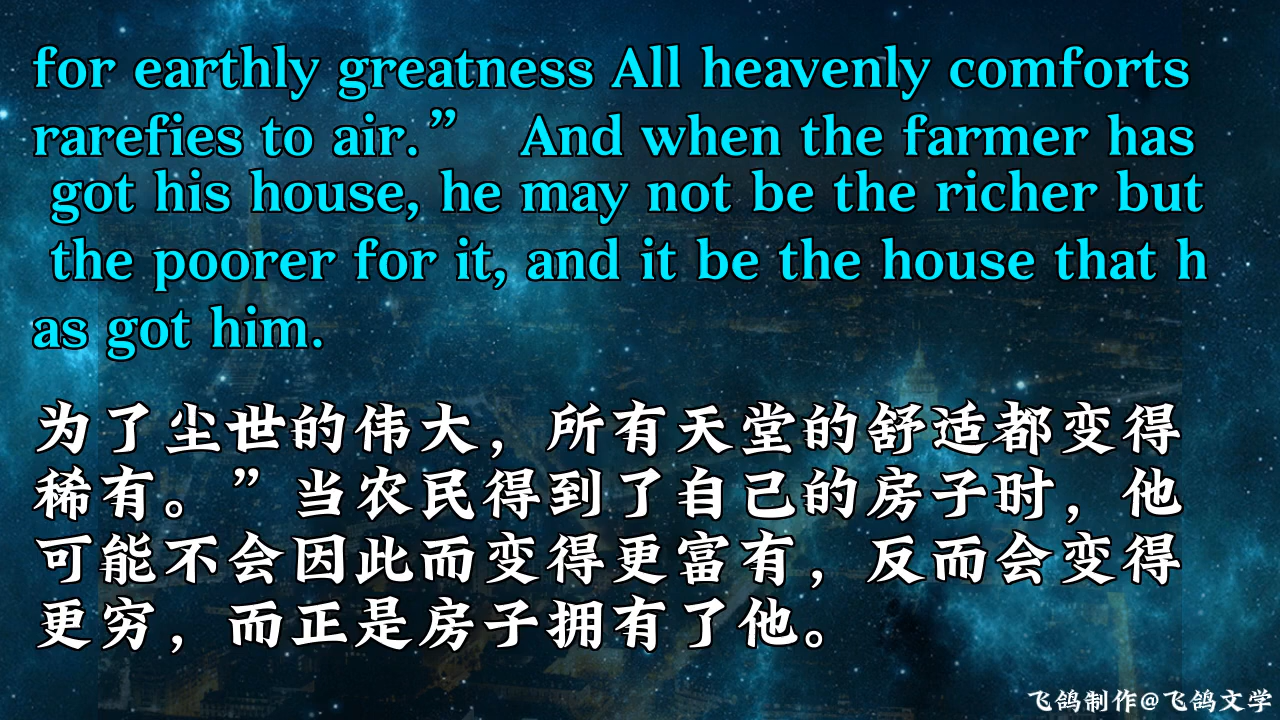 for earthly greatness All heavenly comforts
rarefies to air.” And when the farmer has
got his house, he may not be the richer but
the poorer for it, and it be the house that h
as got him.
为了尘世的伟大，所有天堂的舒适都变得
稀有。”当农民得到了自己的房子时，他
可能不会因此而变得更富有，反而会变得
更穷，而正是房子拥有了他。
飞鸽制作@飞鸽文学